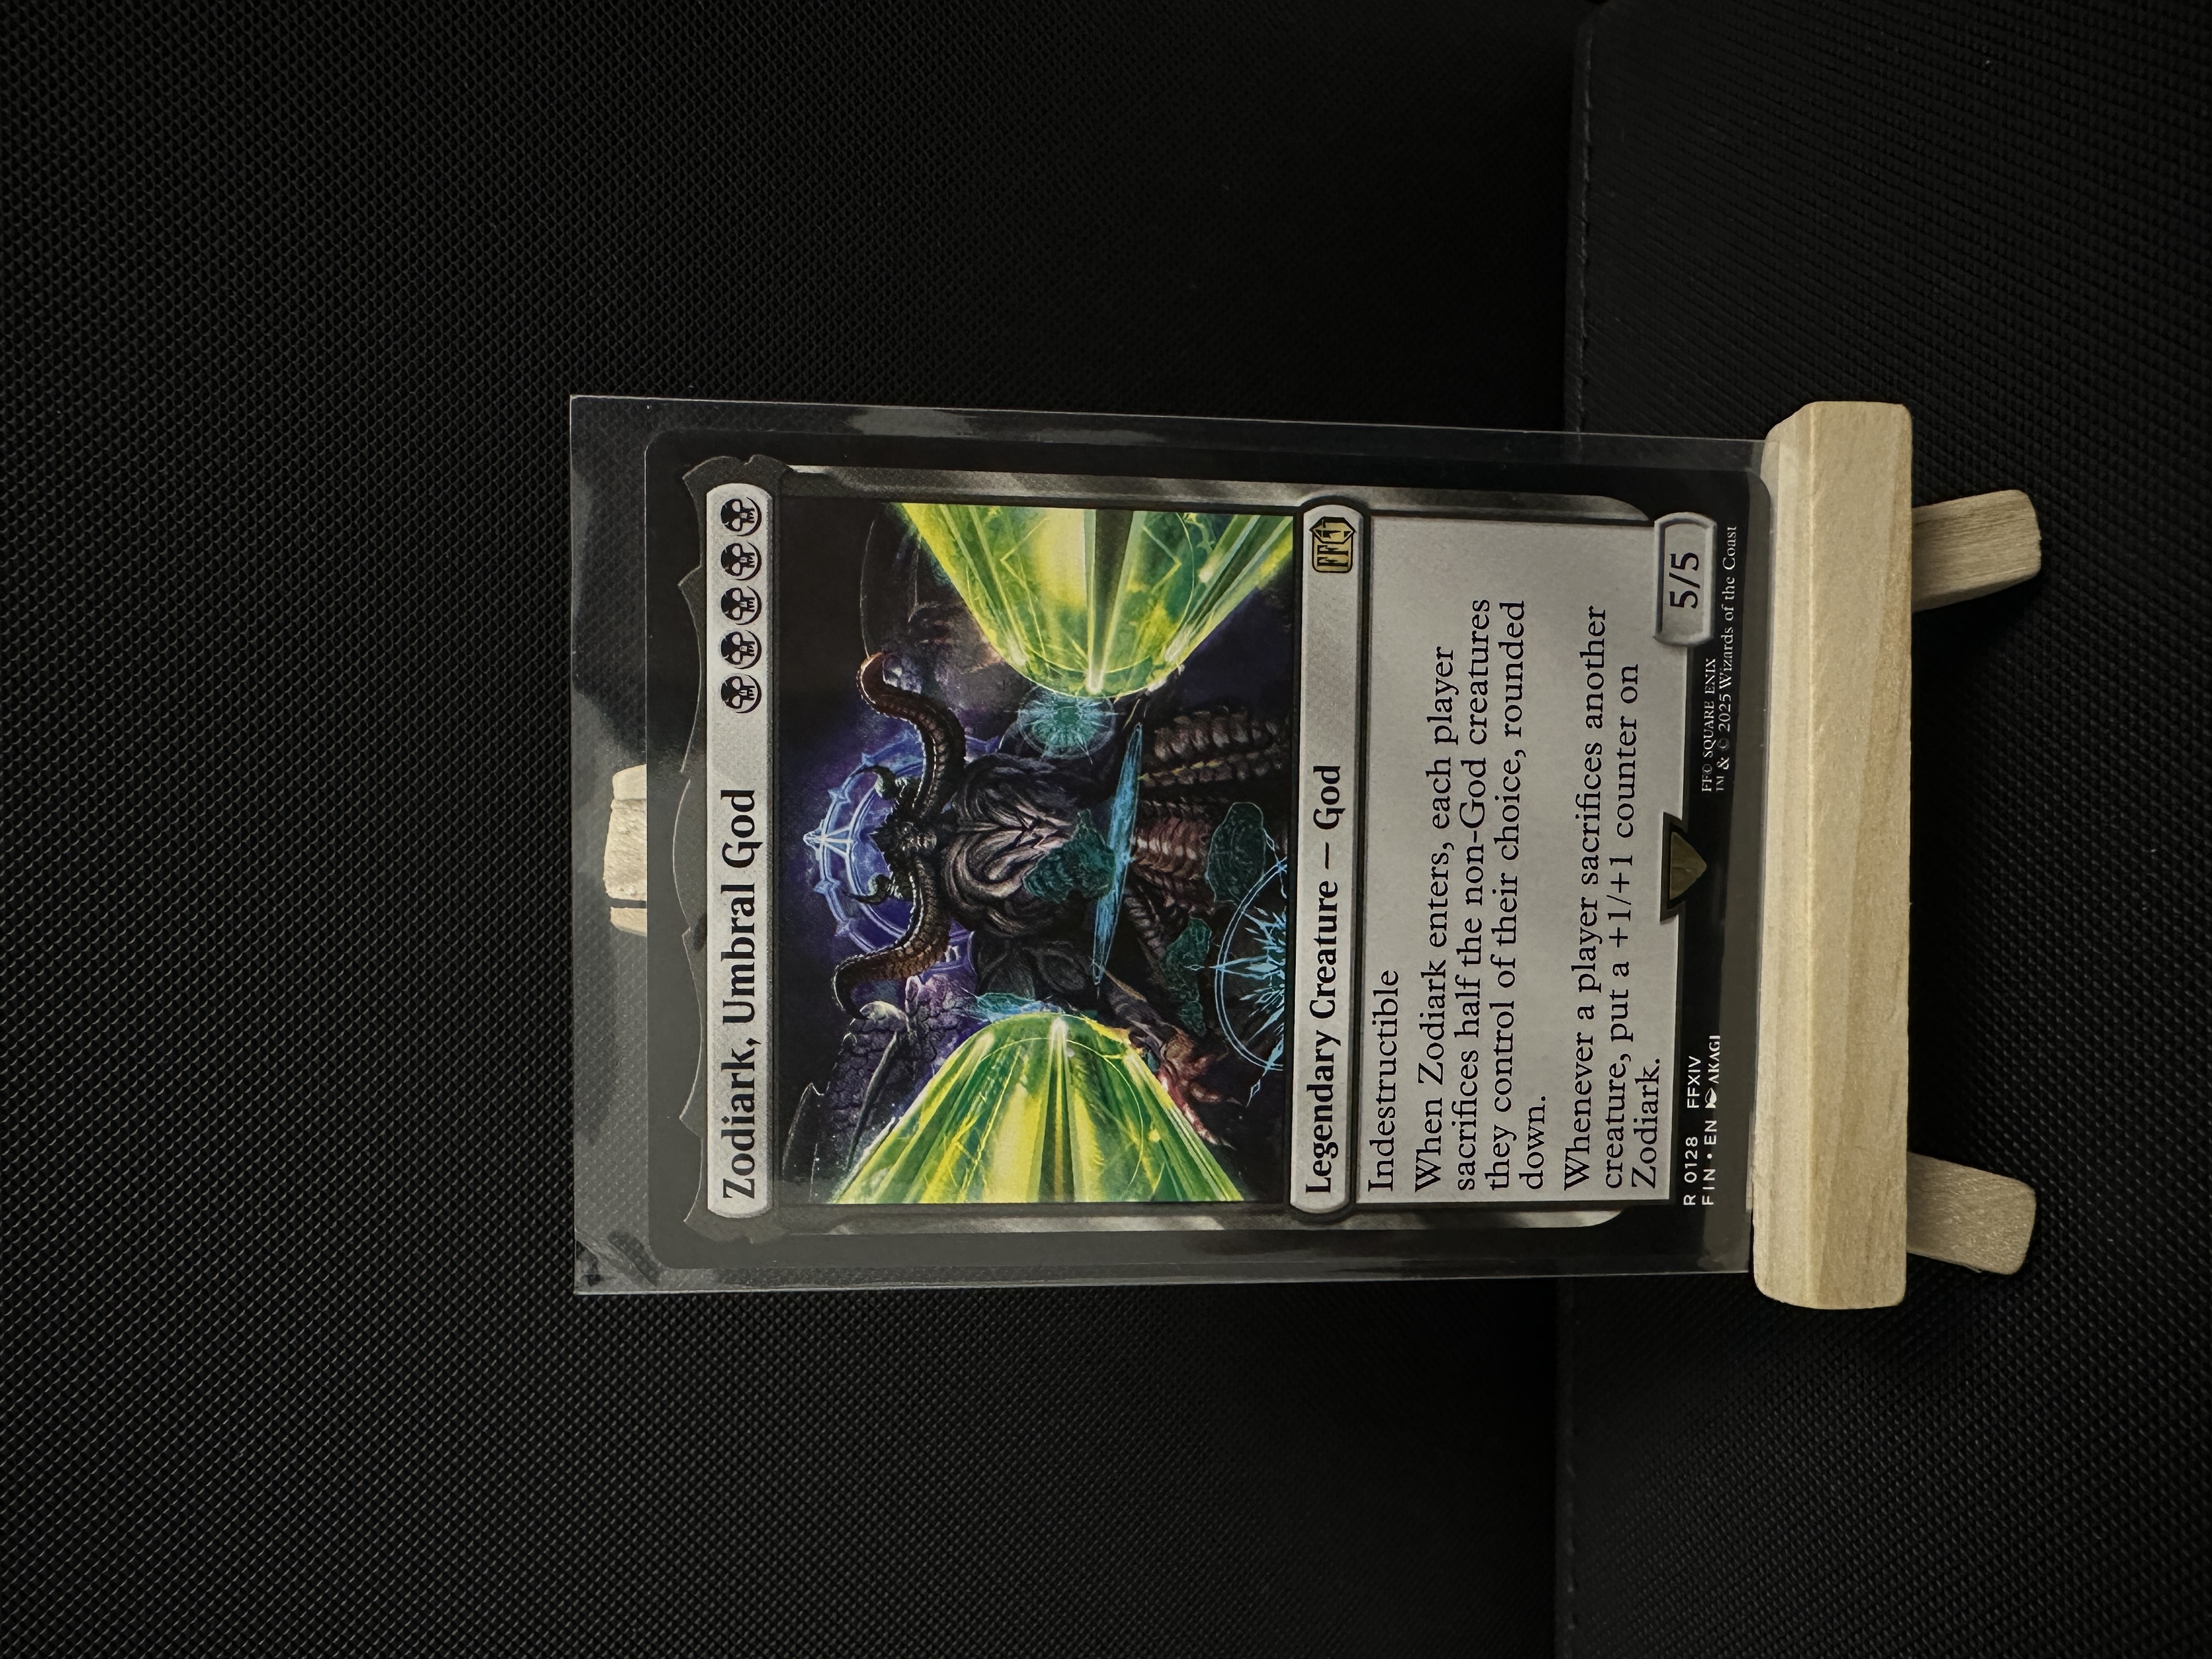 Zodiark, Umbral God
Legendary Creature — God
FF
Indestructible
When Zodiark enters, each player
sacrifices half the non-God creatures
they control of their choice, rounded
down.
Whenever a player sacrifices another
creature, put a +1/+1 counter on
Zodiark.
5/5
R 0128 FFXIV
FIN • EN AKAGI
FF© SQUARE ENIX
™ & © 2025 Wizards of the Coast